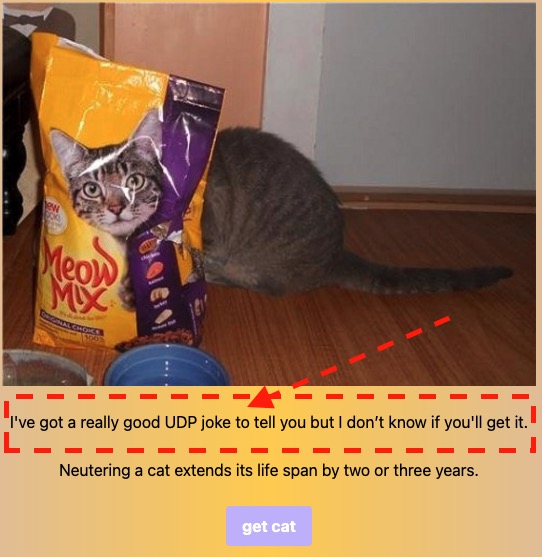 Meow
Mix
ORIGINAL CHOICE
I've got a really good UDP joke to tell you but I don’t know if you'll get it.
Neutering a cat extends its life span by two or three years.
get cat